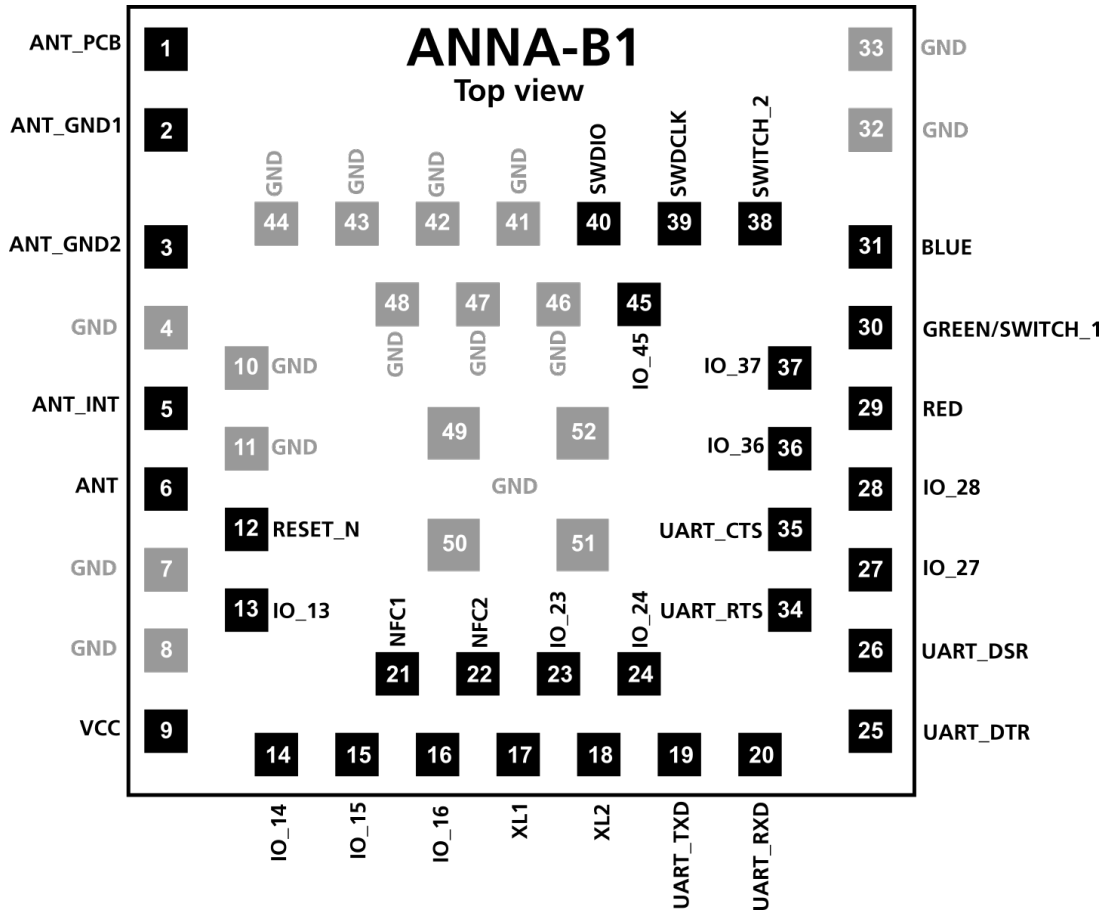 ANNA-B1
Top view
ANT_PCB 1
33 GND
ANT_GND1 2
32 GND
GND GND GND GND SWDIO SWDCLK SWITCH_2
44 43 42 41 40 39 38
ANT_GND2 3
31 BLUE
48 47 46 45
GND GND GND IO_45
GND 4
30 GREEN/SWITCH_1
10 GND
IO_37 37
ANT_INT 5
29 RED
49 52
11 GND
IO_36 36
ANT 6
GND
28 IO_28
12 RESET_N
UART_CTS 35
50 51
GND 7
27 IO_27
13 IO_13
UART_RTS 34
NFC1 NFC2 IO_23 IO_24
GND 8
26 UART_DSR
21 22 23 24
VCC 9
25 UART_DTR
14 15 16 17 18 19 20
IO_14 IO_15 IO_16 XL1 XL2 UART_TXD UART_RXD